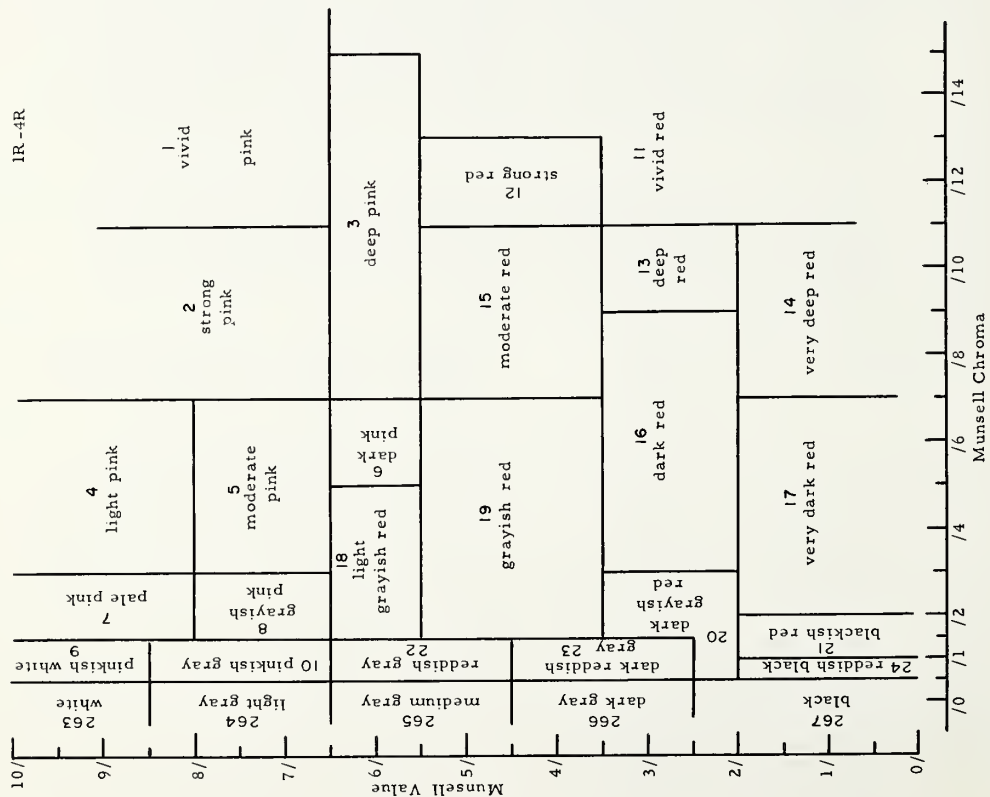 1R-4R
1
vivid
pink
2
strong
pink
3
deep pink
4
light pink
5
moderate
pink
6
dark
pink
7
pale pink
8
grayish
pink
9
pinkish white
10 pinkish gray
11
vivid red
12
strong red
13
deep
red
14
very deep red
15
moderate red
16
dark red
17
very dark red
18
light
grayish red
19
grayish red
20
dark
grayish
red
21
blackish red
22
reddish gray
dark reddish
gray 23
24 reddish black
263
white
264
light gray
265
medium gray
266
dark gray
267
black
10/
9/
8/
7/
6/
5/
4/
3/
2/
1/
0/
Munsell Value
/0
/1
/2
/4
/6
/8
/10
/12
/14
Munsell Chroma